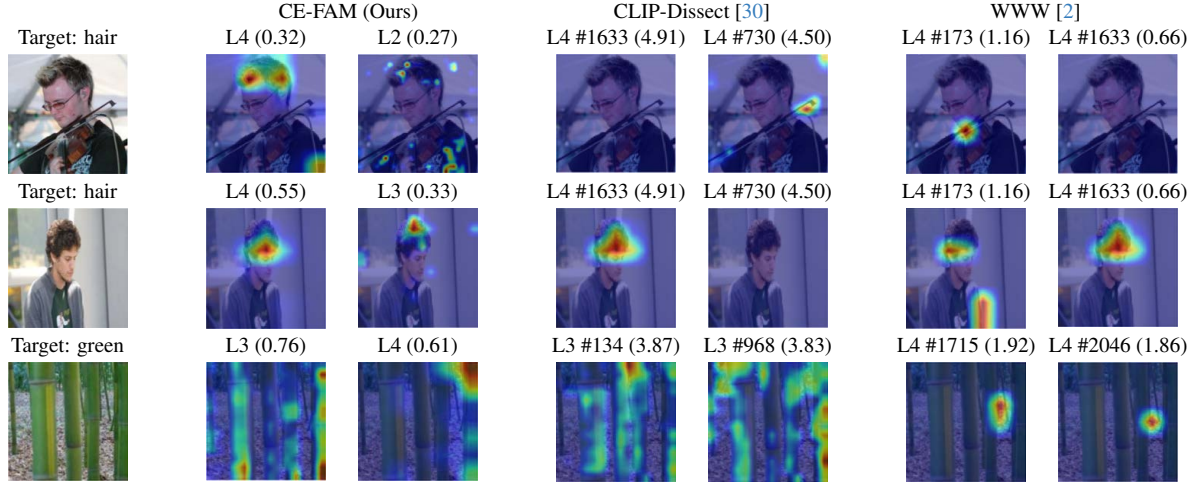 CE-FAM (Ours) CLIP-Dissect [30] WWW [2]
Target: hair L4 (0.32) L2 (0.27) L4 #1633 (4.91) L4 #730 (4.50) L4 #173 (1.16) L4 #1633 (0.66)
Target: hair L4 (0.55) L3 (0.33) L4 #1633 (4.91) L4 #730 (4.50) L4 #173 (1.16) L4 #1633 (0.66)
Target: green L3 (0.76) L4 (0.61) L3 #134 (3.87) L3 #968 (3.83) L4 #1715 (1.92) L4 #2046 (1.86)